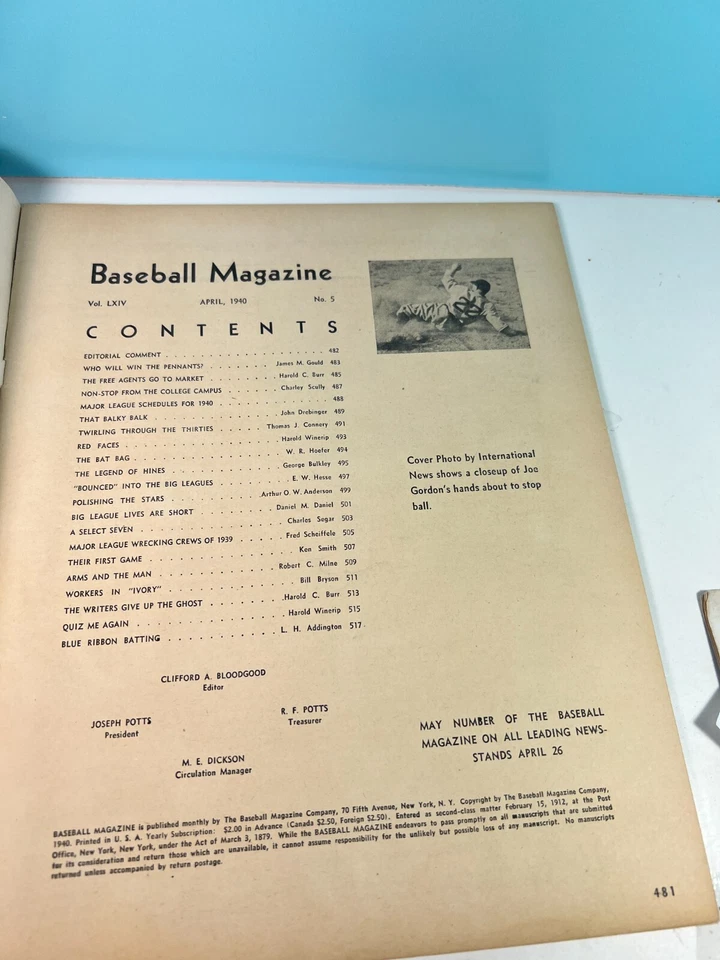 Baseball Magazine
Vol. LXIV APRIL, 1940 No. 5
CONTENTS
EDITORIAL COMMENT . . . . . . . . . . . . . . . . . . . . 482
WHO WILL WIN THE PENNANTS? . . . . . . . . James M. Gould 483
THE FREE AGENTS GO TO MARKET . . . . . . . . Harold C. Burr 485
NON-STOP FROM THE COLLEGE CAMPUS . . . . . . . Charley Scully 487
MAJOR LEAGUE SCHEDULES FOR 1940 . . . . . . . . . . . . . . 488
THAT BALKY BALK . . . . . . . . . . . . . . . John Drebinger 489
TWIRLING THROUGH THE THIRTIES . . . . . . . Thomas J. Connery 491
RED FACES . . . . . . . . . . . . . . . . . Harold Winerip 493
THE BAT BAG . . . . . . . . . . . . . . . . . W. R. Hoefer 494
THE LEGEND OF HINES . . . . . . . . . . . . George Bulkley 495
"BOUNCED" INTO THE BIG LEAGUES . . . . . . . . E. W. Hesse 497
POLISHING THE STARS . . . . . . . . . .Arthur O. W. Anderson 499
BIG LEAGUE LIVES ARE SHORT . . . . . . . . . Daniel M. Daniel 501
A SELECT SEVEN . . . . . . . . . . . . . . . Charles Segar 503
MAJOR LEAGUE WRECKING CREWS OF 1939 . . . . . Fred Scheiffele 505
THEIR FIRST GAME . . . . . . . . . . . . . . . . Ken Smith 507
ARMS AND THE MAN . . . . . . . . . . . . . Robert C. Milne 509
WORKERS IN "IVORY" . . . . . . . . . . . . . . . Bill Bryson 511
THE WRITERS GIVE UP THE GHOST . . . . . . . .Harold C. Burr 513
QUIZ ME AGAIN . . . . . . . . . . . . . . . Harold Winerip 515
BLUE RIBBON BATTING . . . . . . . . . . . L. H. Addington 517
Cover Photo by International
News shows a closeup of Joe
Gordon's hands about to stop
ball.
CLIFFORD A. BLOODGOOD
Editor
JOSEPH POTTS
President
R. F. POTTS
Treasurer
M. E. DICKSON
Circulation Manager
MAY NUMBER OF THE BASEBALL
MAGAZINE ON ALL LEADING NEWS-
STANDS APRIL 26
BASEBALL MAGAZINE is published monthly by The Baseball Magazine Company, 70 Fifth Avenue, New York, N. Y. Copyright by The Baseball Magazine Company,
1940. Printed in U. S. A. Yearly Subscription: $2.00 in Advance (Canada $2.50, Foreign $2.50). Entered as second-class matter February 15, 1912, at the Post
Office, New York, New York, under the Act of March 3, 1879. While the BASEBALL MAGAZINE endeavors to pass promptly on all manuscripts that are submitted
for its consideration and return those which are unavailable, it cannot assume responsibility for the unlikely but possible loss of any manuscript. No manuscripts
returned unless accompanied by return postage.
481